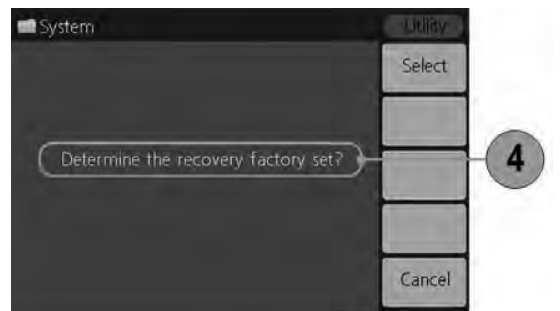 System
Utility
Select
Determine the recovery factory set?
4
Cancel